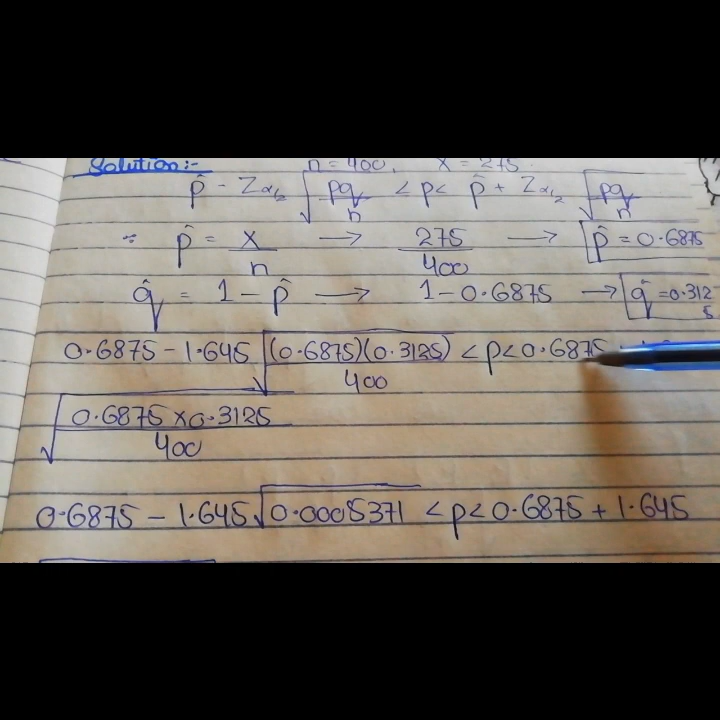 Solution:- n = 400, x = 275
p̂ - Zα/2 √(pq/n) < p < p̂ + Zα/2 √(pq/n)
∵ p̂ = x/n → 275/400 → p̂ = 0.6875
q̂ = 1 - p̂ → 1 - 0.6875 → q̂ = 0.3125
0.6875 - 1.645 √((0.6875)(0.3125)/400) < p < 0.6875
√(0.6875 × 0.3125/400)
0.6875 - 1.645 √0.0005371 < p < 0.6875 + 1.645